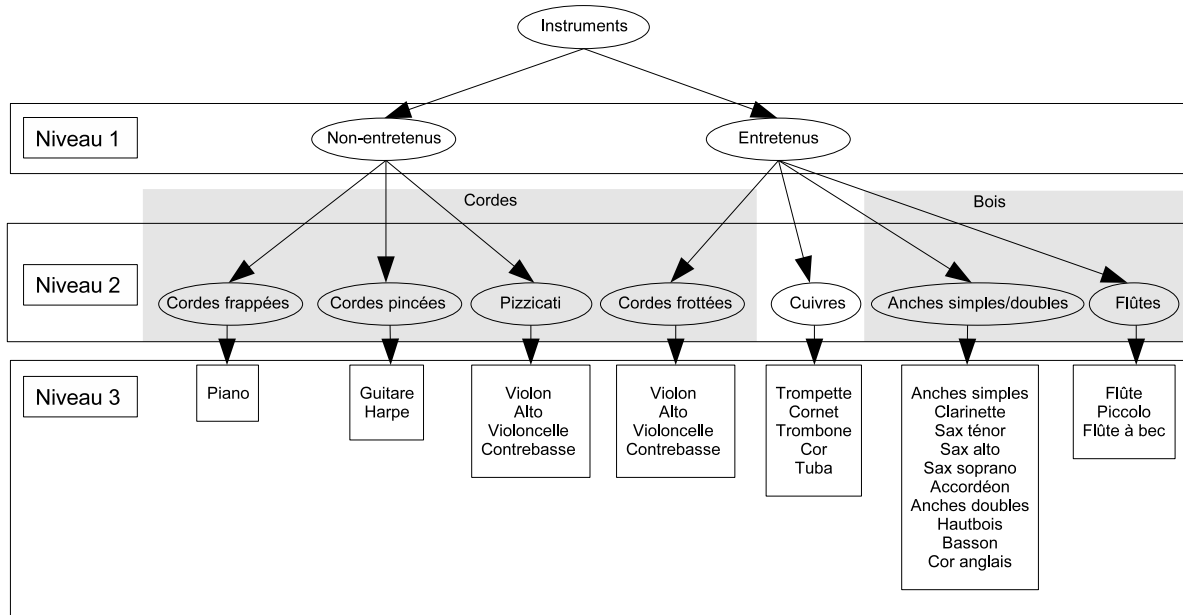 Instruments
Niveau 1
Non-entretenus
Entretenus
Cordes
Bois
Niveau 2
Cordes frappées
Cordes pincées
Pizzicati
Cordes frottées
Cuivres
Anches simples/doubles
Flûtes
Niveau 3
Piano
Guitare
Harpe
Violon
Alto
Violoncelle
Contrebasse
Violon
Alto
Violoncelle
Contrebasse
Trompette
Cornet
Trombone
Cor
Tuba
Anches simples
Clarinette
Sax ténor
Sax alto
Sax soprano
Accordéon
Anches doubles
Hautbois
Basson
Cor anglais
Flûte
Piccolo
Flûte à bec